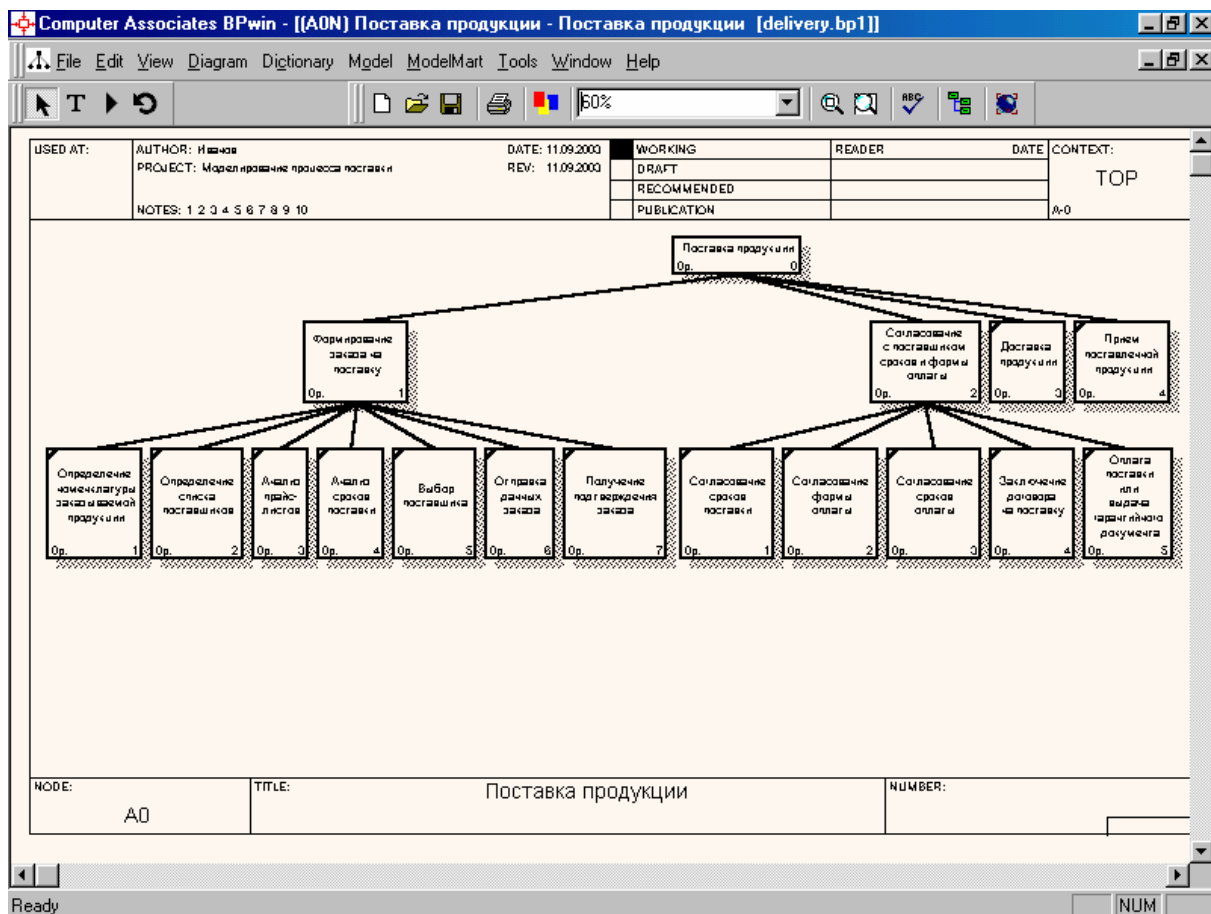 Computer Associates BPwin - [(A0N) Поставка продукции - Поставка продукции [delivery.bp1]]
File Edit View Diagram Dictionary Model ModelMart Tools Window Help
T 60% ABC
USED AT: AUTHOR: Иванов DATE: 11.09.2000 WORKING READER DATE CONTEXT:
PROJECT: Моделирование процесса поставки REV: 11.09.2000 DRAFT
TOP
RECOMMENDED
NOTES: 1 2 3 4 5 6 7 8 9 10 PUBLICATION A-0
Поставка продукции
0р. 0
Формирование
заказа на
поставку
0р. 1
Согласование
с поставщиком
сроков и формы
оплаты
0р. 2
Доставка
продукции
0р. 3
Прием
поставленной
продукции
0р. 4
Определение
номенклатуры
заказываемой
продукции
0р. 1
Определение
списка
поставщиков
0р. 2
Анализ
прайс-
листов
0р. 3
Анализ
сроков
поставки
0р. 4
Выбор
поставщика
0р. 5
Отправка
данных
заказа
0р. 6
Получение
подтверждения
заказа
0р. 7
Согласование
сроков
поставки
0р. 1
Согласование
формы
оплаты
0р. 2
Согласование
сроков
оплаты
0р. 3
Заключение
договора
на поставку
0р. 4
Оплата
поставки
или
выдача
гарантийного
документа
0р. 5
NODE: TITLE: NUMBER:
A0 Поставка продукции
Ready NUM